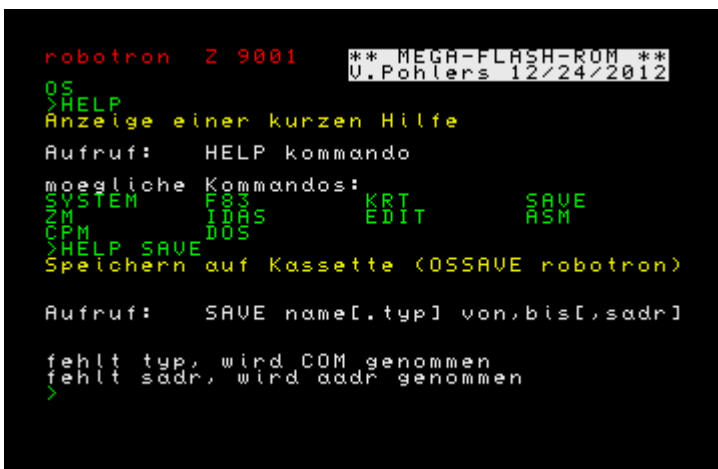 robotron Z 9001 ** MEGA-FLASH-ROM **
V.Pohlers 12/24/2012
OS
>HELP
Anzeige einer kurzen Hilfe
Aufruf: HELP kommando
moegliche Kommandos:
SYSTEM F83 KRT SAVE
ZM IDAS EDIT ASM
CPM DOS
>HELP SAVE
Speichern auf Kassette (OSSAVE robotron)
Aufruf: SAVE name[.typ] von,bis[,sadr]
fehlt typ, wird COM genommen
fehlt sadr, wird aadr genommen
>